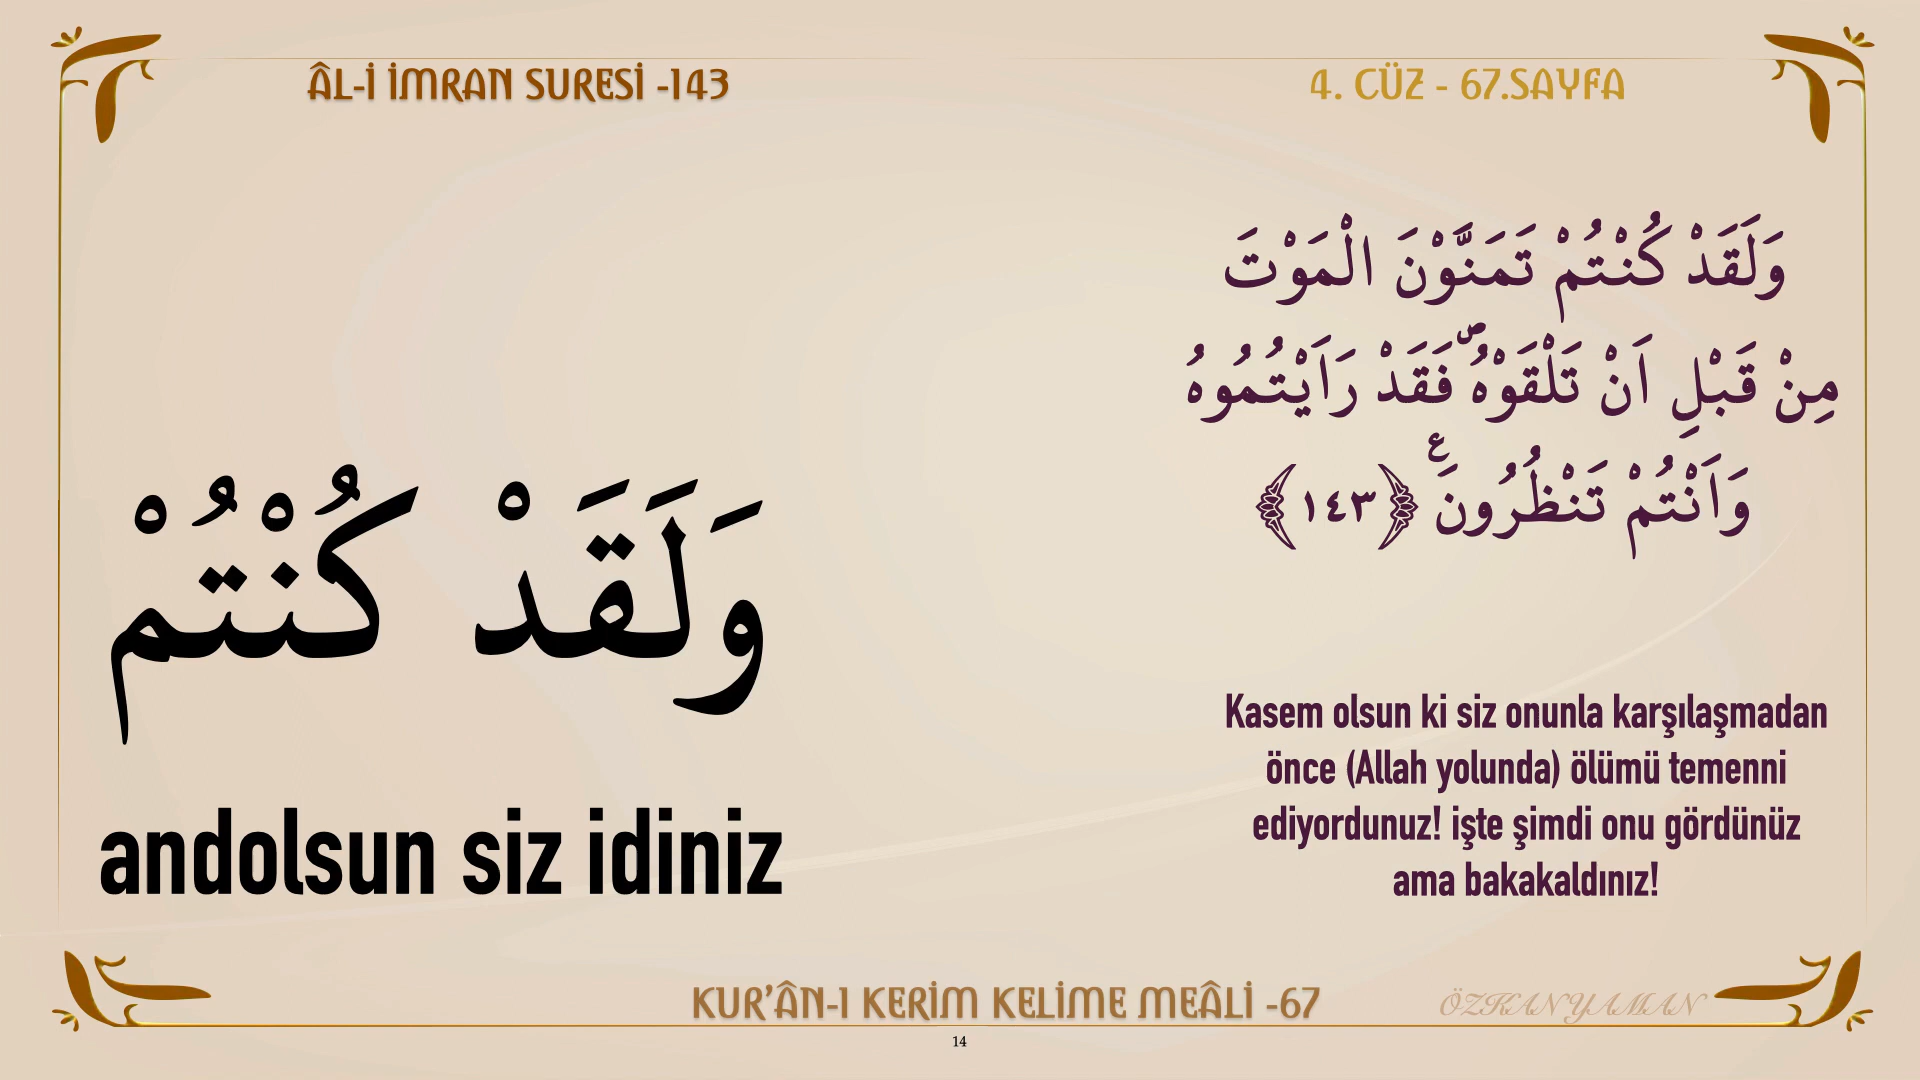 ÂL-İ İMRAN SURESİ -143
4. CÜZ - 67.SAYFA
وَلَقَدْ كُنْتُمْ تَمَنَّوْنَ الْمَوْتَ
مِنْ قَبْلِ اَنْ تَلْقَوْهُۖ فَقَدْ رَاَيْتُمُوهُ
وَاَنْتُمْ تَنْظُرُونَ۟ع ﴿١٤٣﴾
وَلَقَدْ كُنْتُمْ
andolsun siz idiniz
Kasem olsun ki siz onunla karşılaşmadan
önce (Allah yolunda) ölümü temenni
ediyordunuz! işte şimdi onu gördünüz
ama bakakaldınız!
KUR’ÂN-I KERİM KELİME MEÂLİ -67
ÖZKAN YAMAN
14